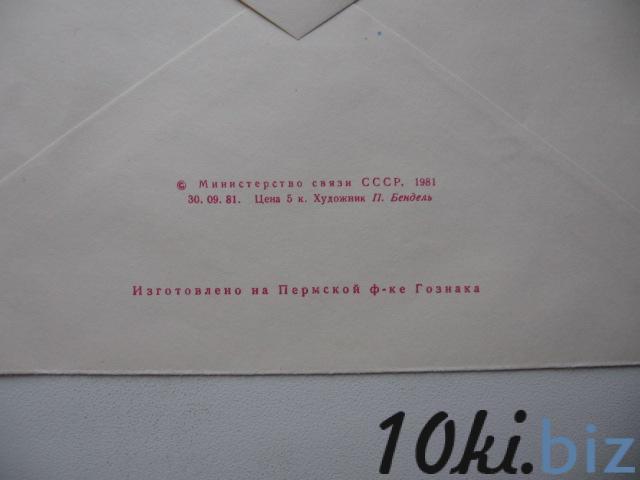 © Министерство связи СССР, 1981
30. 09. 81. Цена 5 к. Художник П. Бендель
Изготовлено на Пермской ф-ке Гознака
10ki.biz